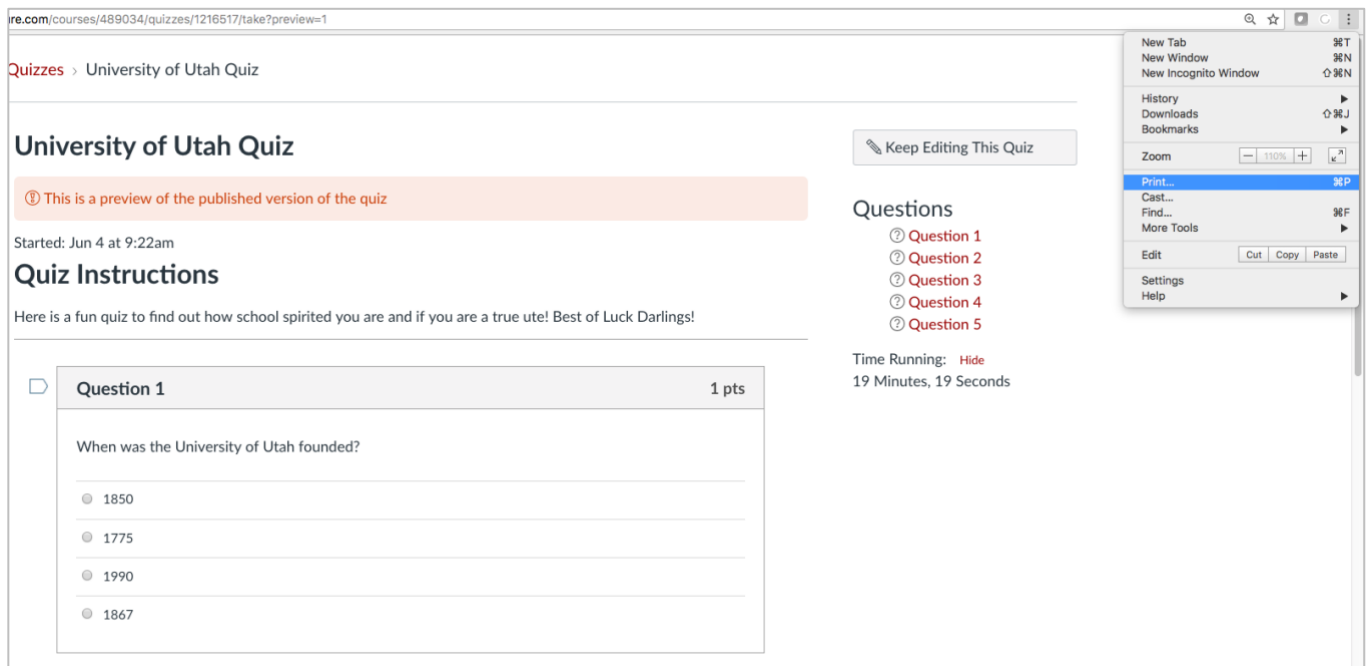 re.com/courses/489034/quizzes/1216517/take?preview=1
Quizzes › University of Utah Quiz
University of Utah Quiz
This is a preview of the published version of the quiz
Started: Jun 4 at 9:22am
Quiz Instructions
Here is a fun quiz to find out how school spirited you are and if you are a true ute! Best of Luck Darlings!
Question 1 1 pts
When was the University of Utah founded?
1850
1775
1990
1867
Keep Editing This Quiz
Questions
Question 1
Question 2
Question 3
Question 4
Question 5
Time Running: Hide
19 Minutes, 19 Seconds
New Tab ⌘T
New Window ⌘N
New Incognito Window ⇧⌘N
History
Downloads ⇧⌘J
Bookmarks
Zoom − 110% +
Print... ⌘P
Cast...
Find... ⌘F
More Tools
Edit Cut Copy Paste
Settings
Help